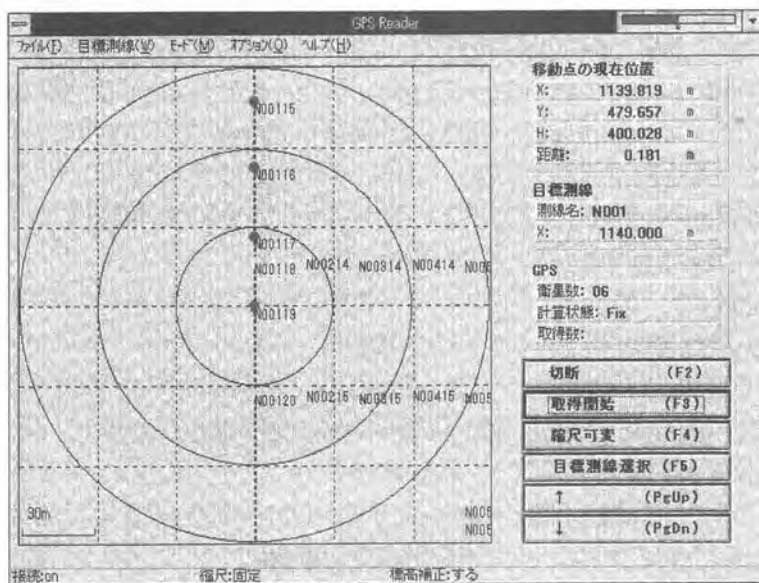 GPS Reader
ファイル(F) 目標測線(W) モード(M) オプション(O) ヘルプ(H)
N00115
N00116
N00117
N00118 N00214 N00314 N00414 N005
N00119
N00120 N00215 N00315 N00415 N005
30m
N005
N005
移動点の現在位置
X: 1139.819 m
Y: 479.657 m
H: 400.028 m
距離: 0.181 m
目標測線
測線名: N001
X: 1140.000 m
GPS
衛星数: 06
計算状態: Fix
取得数:
切断 (F2)
取得開始 (F3)
縮尺可変 (F4)
目標測線選択 (F5)
↑ (PgUp)
↓ (PgDn)
接続:on 縮尺:固定 標高補正:する